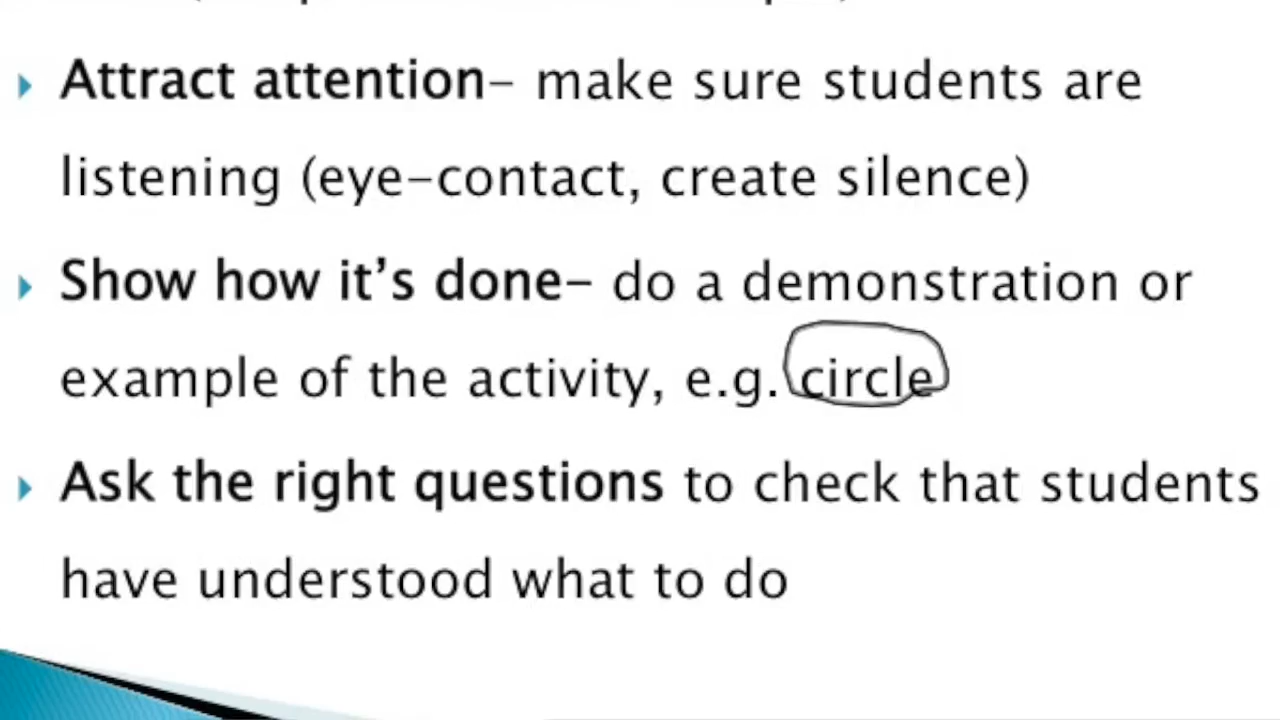 Attract attention– make sure students are
listening (eye–contact, create silence)
Show how it’s done– do a demonstration or
example of the activity, e.g. circle
Ask the right questions to check that students
have understood what to do